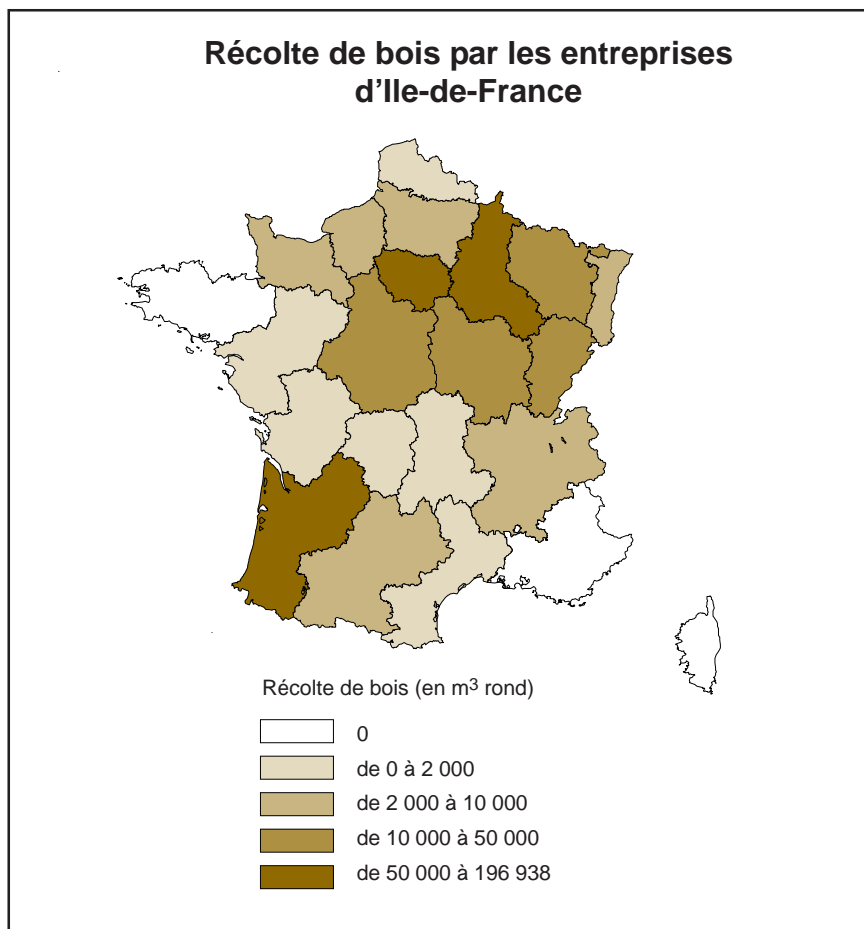 Récolte de bois par les entreprises
d'Ile-de-France
Récolte de bois (en m³ rond)
0
de 0 à 2 000
de 2 000 à 10 000
de 10 000 à 50 000
de 50 000 à 196 938